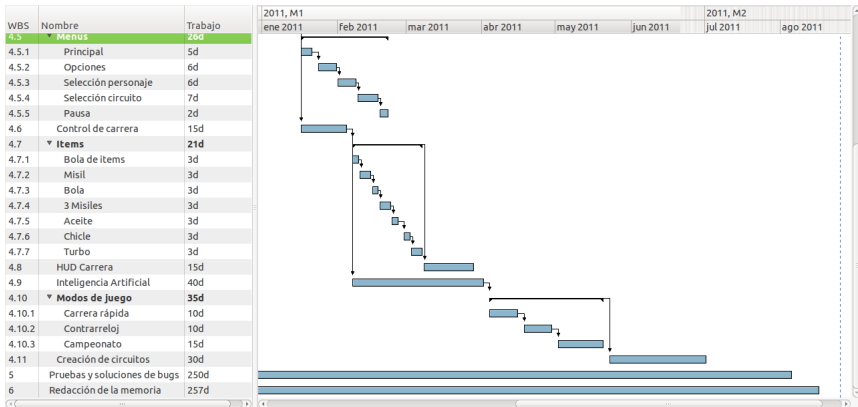 2011, M1 2011, M2
WBS Nombre Trabajo ene 2011 feb 2011 mar 2011 abr 2011 may 2011 jun 2011 jul 2011 ago 2011
4.5 Menus 26d
4.5.1 Principal 5d
4.5.2 Opciones 6d
4.5.3 Selección personaje 6d
4.5.4 Selección circuito 7d
4.5.5 Pausa 2d
4.6 Control de carrera 15d
4.7 Items 21d
4.7.1 Bola de items 3d
4.7.2 Misil 3d
4.7.3 Bola 3d
4.7.4 3 Misiles 3d
4.7.5 Aceite 3d
4.7.6 Chicle 3d
4.7.7 Turbo 3d
4.8 HUD Carrera 15d
4.9 Inteligencia Artificial 40d
4.10 Modos de juego 35d
4.10.1 Carrera rápida 10d
4.10.2 Contrarreloj 10d
4.10.3 Campeonato 15d
4.11 Creación de circuitos 30d
5 Pruebas y soluciones de bugs 250d
6 Redacción de la memoria 257d